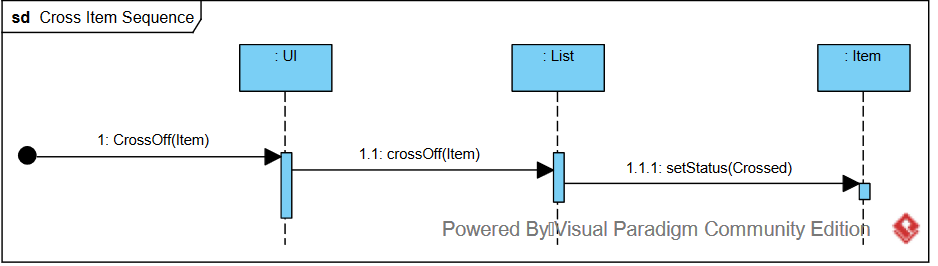 sd Cross Item Sequence
: UI
: List
: Item
1: CrossOff(Item)
1.1: crossOff(Item)
1.1.1: setStatus(Crossed)
Powered By Visual Paradigm Community Edition